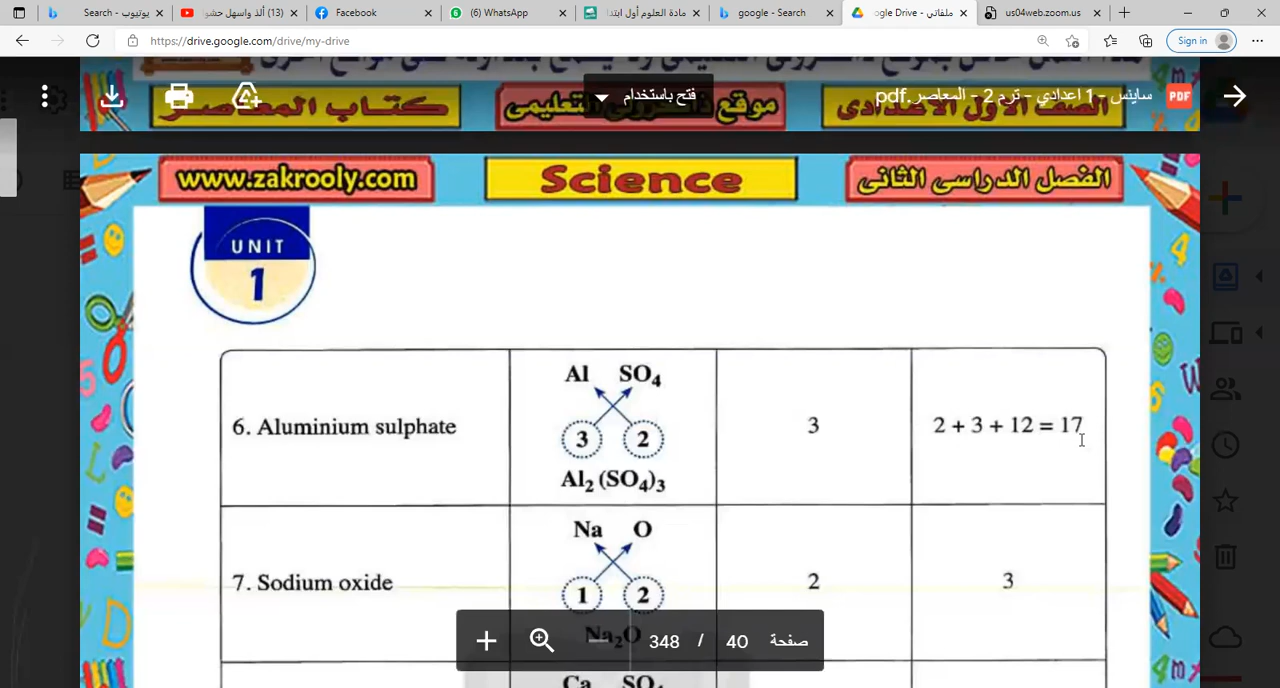 Search - يوتيوب
(13) ألذ واسهل حشو
Facebook
(6) WhatsApp
مادة العلوم أول ابتدا
google - Search
ملفاتي - ogle Drive
us04web.zoom.us
https://drive.google.com/drive/my-drive
Sign in
كتاب المعاصر
التعليمى
موقع
الصف الاول الاعدادى
فتح باستخدام
ساينس - 1 اعدادي - ترم 2 - المعاصر.pdf
PDF
www.zakrooly.com
Science
الفصل الدراسى الثانى
UNIT
1
Al SO4
6. Aluminium sulphate
3 2
3
2 + 3 + 12 = 17
Al2 (SO4)3
Na O
7. Sodium oxide
1 2
2
3
Na2O
صفحة 40 / 348
Ca SO4